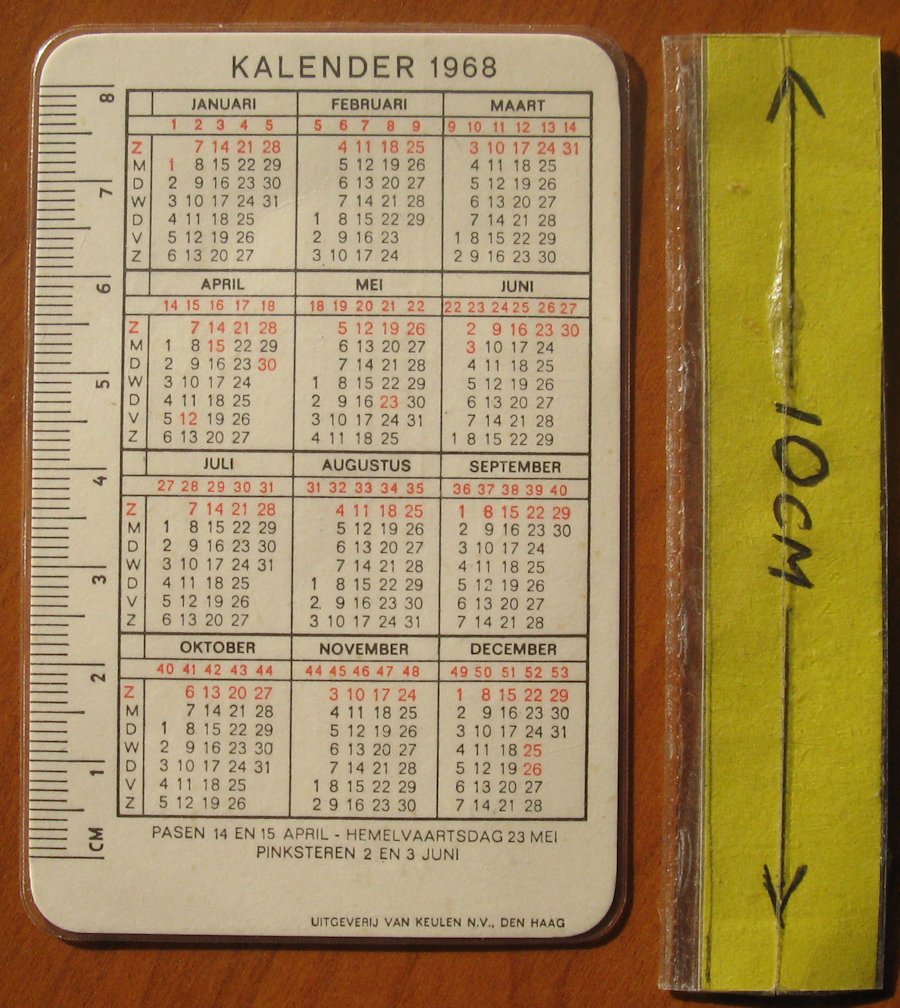 KALENDER 1968
JANUARI FEBRUARI MAART
1 2 3 4 5 5 6 7 8 9 9 10 11 12 13 14
Z 7 14 21 28 4 11 18 25 3 10 17 24 31
M 1 8 15 22 29 5 12 19 26 4 11 18 25
D 2 9 16 23 30 6 13 20 27 5 12 19 26
W 3 10 17 24 31 7 14 21 28 6 13 20 27
D 4 11 18 25 1 8 15 22 29 7 14 21 28
V 5 12 19 26 2 9 16 23 1 8 15 22 29
Z 6 13 20 27 3 10 17 24 2 9 16 23 30
APRIL MEI JUNI
14 15 16 17 18 18 19 20 21 22 22 23 24 25 26 27
Z 7 14 21 28 5 12 19 26 2 9 16 23 30
M 1 8 15 22 29 6 13 20 27 3 10 17 24
D 2 9 16 23 30 7 14 21 28 4 11 18 25
W 3 10 17 24 1 8 15 22 29 5 12 19 26
D 4 11 18 25 2 9 16 23 30 6 13 20 27
V 5 12 19 26 3 10 17 24 31 7 14 21 28
Z 6 13 20 27 4 11 18 25 1 8 15 22 29
JULI AUGUSTUS SEPTEMBER
27 28 29 30 31 31 32 33 34 35 36 37 38 39 40
Z 7 14 21 28 4 11 18 25 1 8 15 22 29
M 1 8 15 22 29 5 12 19 26 2 9 16 23 30
D 2 9 16 23 30 6 13 20 27 3 10 17 24
W 3 10 17 24 31 7 14 21 28 4 11 18 25
D 4 11 18 25 1 8 15 22 29 5 12 19 26
V 5 12 19 26 2 9 16 23 30 6 13 20 27
Z 6 13 20 27 3 10 17 24 31 7 14 21 28
OKTOBER NOVEMBER DECEMBER
40 41 42 43 44 44 45 46 47 48 49 50 51 52 53
Z 6 13 20 27 3 10 17 24 1 8 15 22 29
M 7 14 21 28 4 11 18 25 2 9 16 23 30
D 1 8 15 22 29 5 12 19 26 3 10 17 24 31
W 2 9 16 23 30 6 13 20 27 4 11 18 25
D 3 10 17 24 31 7 14 21 28 5 12 19 26
V 4 11 18 25 1 8 15 22 29 6 13 20 27
Z 5 12 19 26 2 9 16 23 30 7 14 21 28
PASEN 14 EN 15 APRIL - HEMELVAARTSDAG 23 MEI
PINKSTEREN 2 EN 3 JUNI
UITGEVERIJ VAN KEULEN N.V., DEN HAAG
CM 1 2 3 4 5 6 7 8
10CM